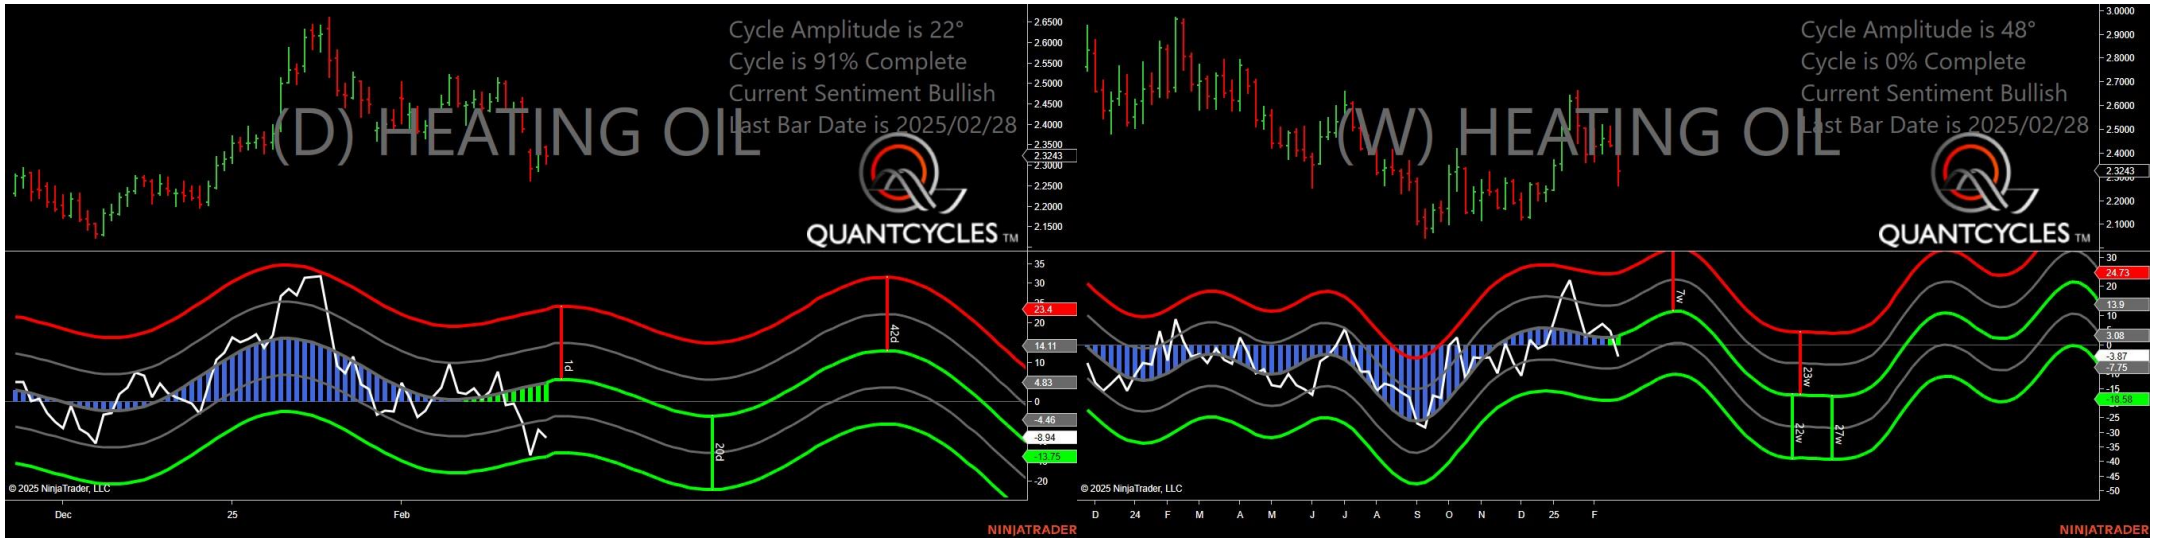 Cycle Amplitude is 22°
Cycle is 91% Complete
Current Sentiment Bullish
Last Bar Date is 2025/02/28
(D) HEATING OIL
QUANTCYCLES TM
2.6500
2.6000
2.5500
2.5000
2.4500
2.4000
2.3500
2.3243
2.3000
2.2500
2.2000
2.1500
35
30
25
23.4
20
14.11
10
4.83
0
-4.46
-8.94
-13.75
-20
1d
20d
42d
© 2025 NinjaTrader, LLC
Dec 25 Feb
NINJATRADER
Cycle Amplitude is 48°
Cycle is 0% Complete
Current Sentiment Bullish
Last Bar Date is 2025/02/28
(W) HEATING OIL
QUANTCYCLES TM
3.0000
2.9000
2.8000
2.7000
2.6000
2.5000
2.4000
2.3243
2.3000
2.2000
2.1000
30
24.73
20
13.9
10
5
3.08
0
-3.87
-7.75
-10
-15
-18.58
-25
-30
-35
-40
-45
-50
7w
23w
22w
27w
© 2025 NinjaTrader, LLC
D 24 F M A M J J A S O N D 25 F
NINJATRADER